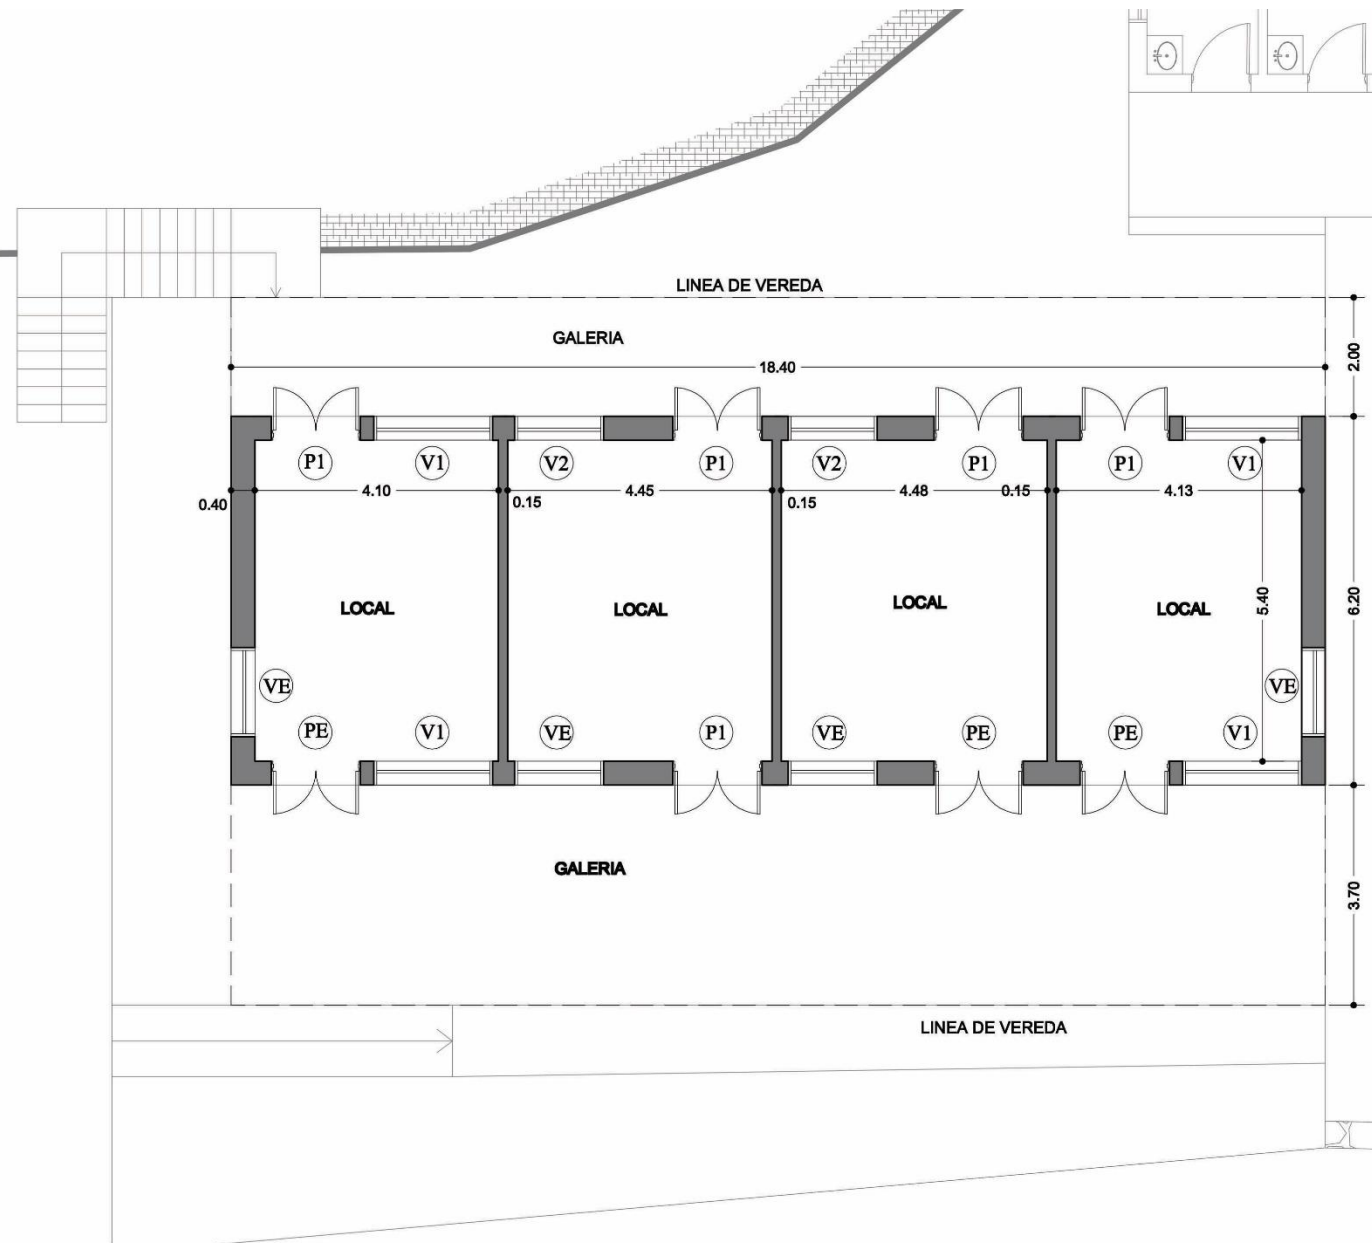 LINEA DE VEREDA
GALERIA
18.40
2.00
P1
V1
V2
P1
V2
P1
P1
V1
0.40
4.10
0.15
4.45
0.15
4.48
0.15
4.13
LOCAL
LOCAL
LOCAL
LOCAL
5.40
6.20
VE
VE
PE
V1
VE
P1
VE
PE
PE
V1
GALERIA
3.70
LINEA DE VEREDA